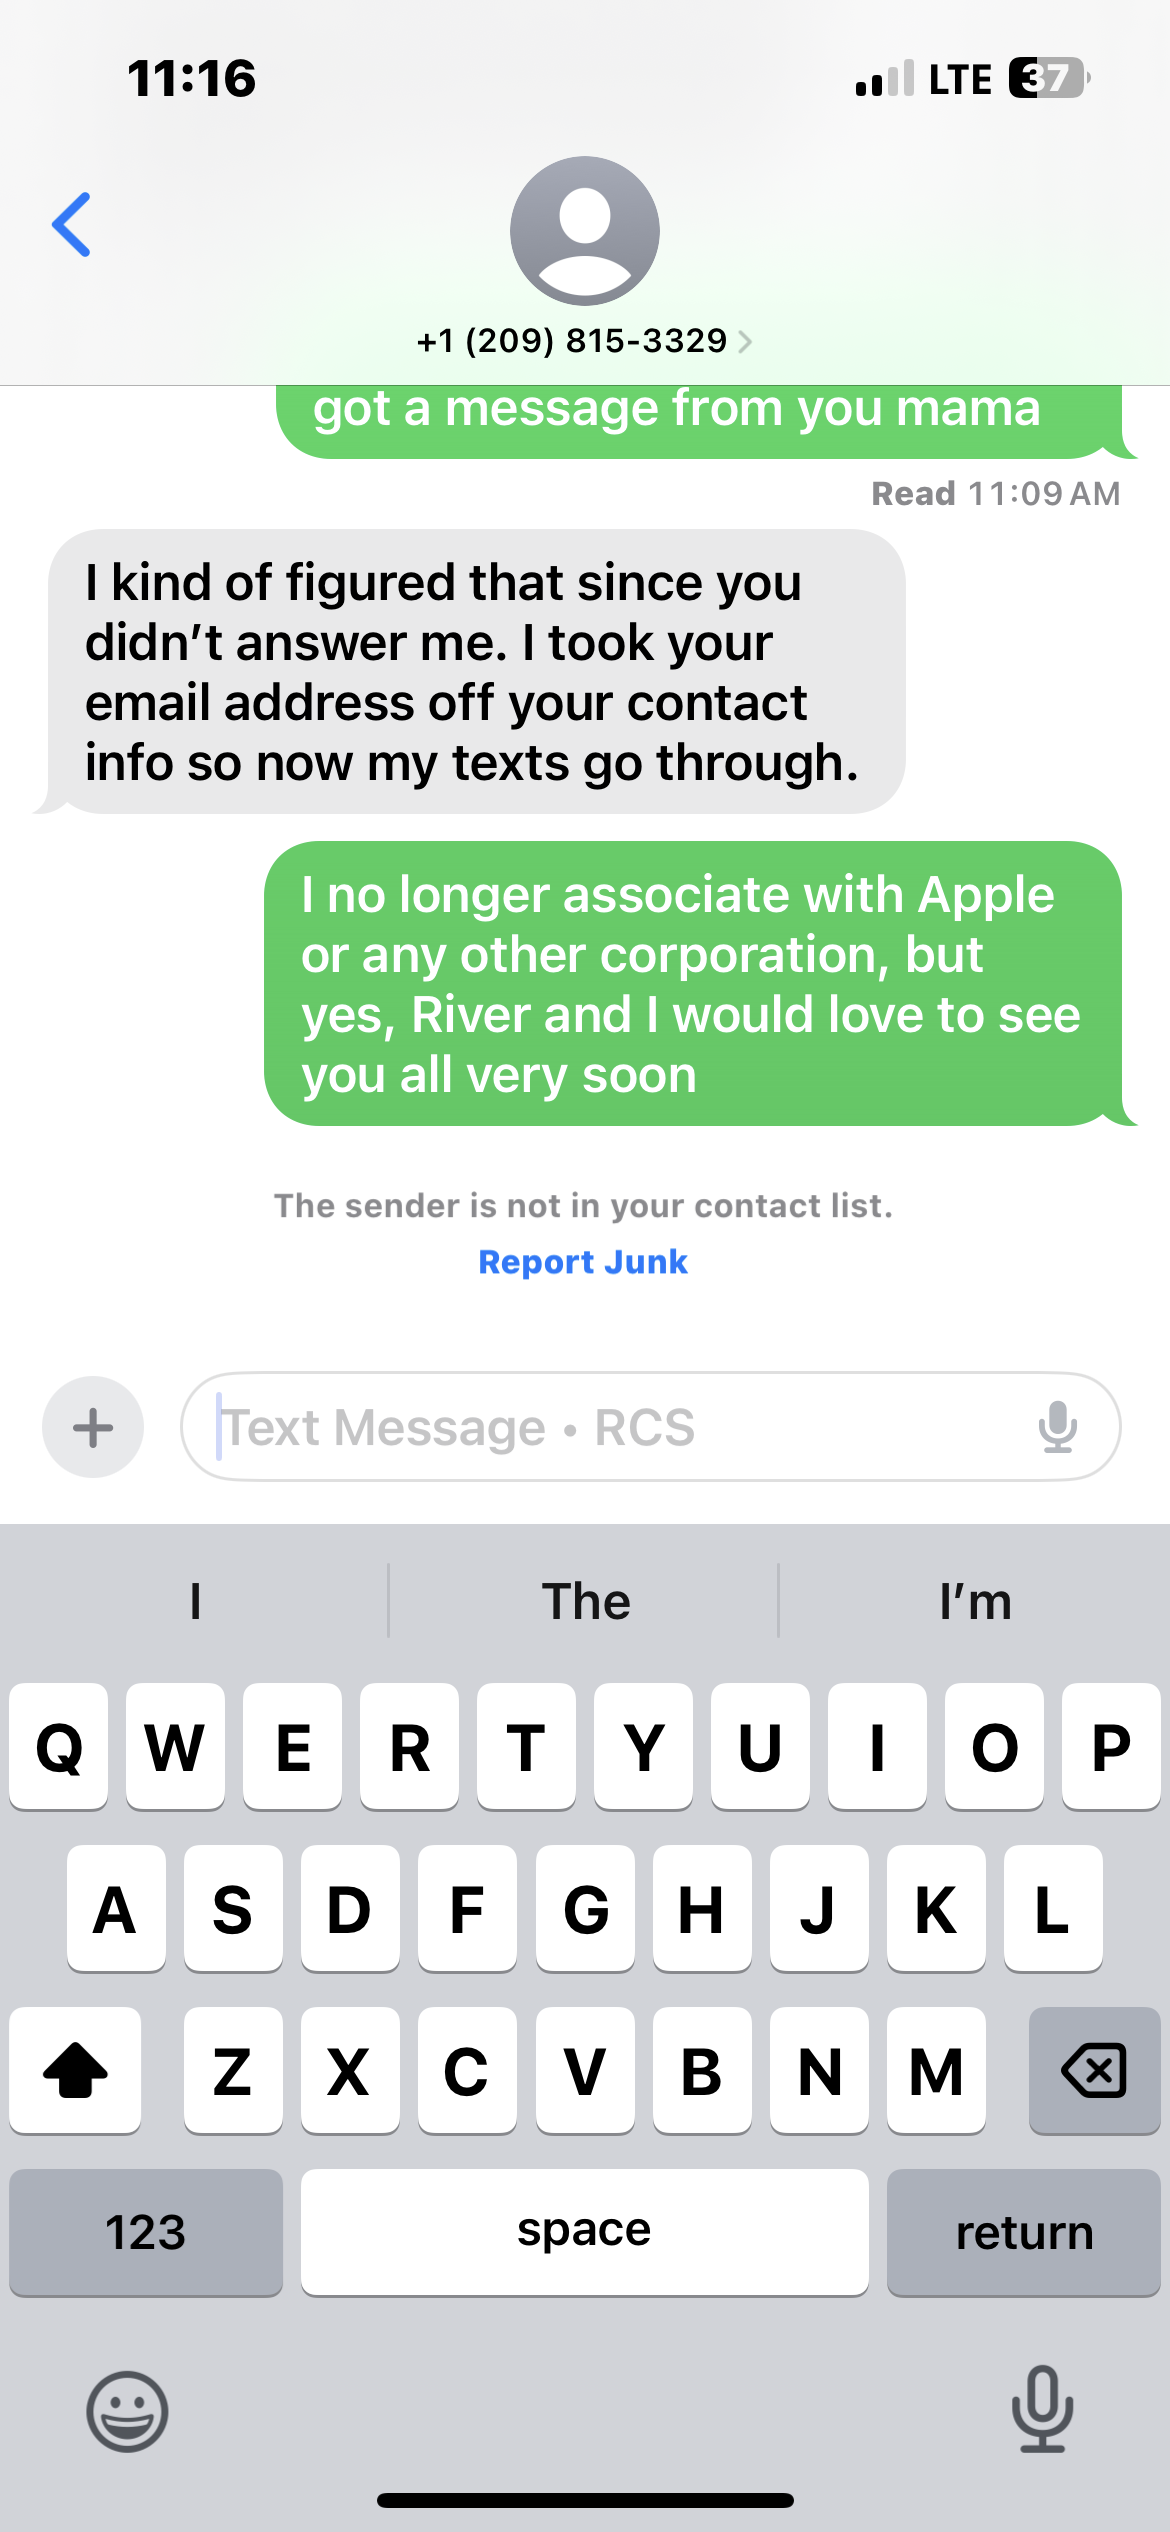 11:16
LTE 37
+1 (209) 815-3329
got a message from you mama
Read 11:09 AM
I kind of figured that since you
didn't answer me. I took your
email address off your contact
info so now my texts go through.
I no longer associate with Apple
or any other corporation, but
yes, River and I would love to see
you all very soon
The sender is not in your contact list.
Report Junk
Text Message • RCS
I The I'm
Q W E R T Y U I O P
A S D F G H J K L
Z X C V B N M
123 space return